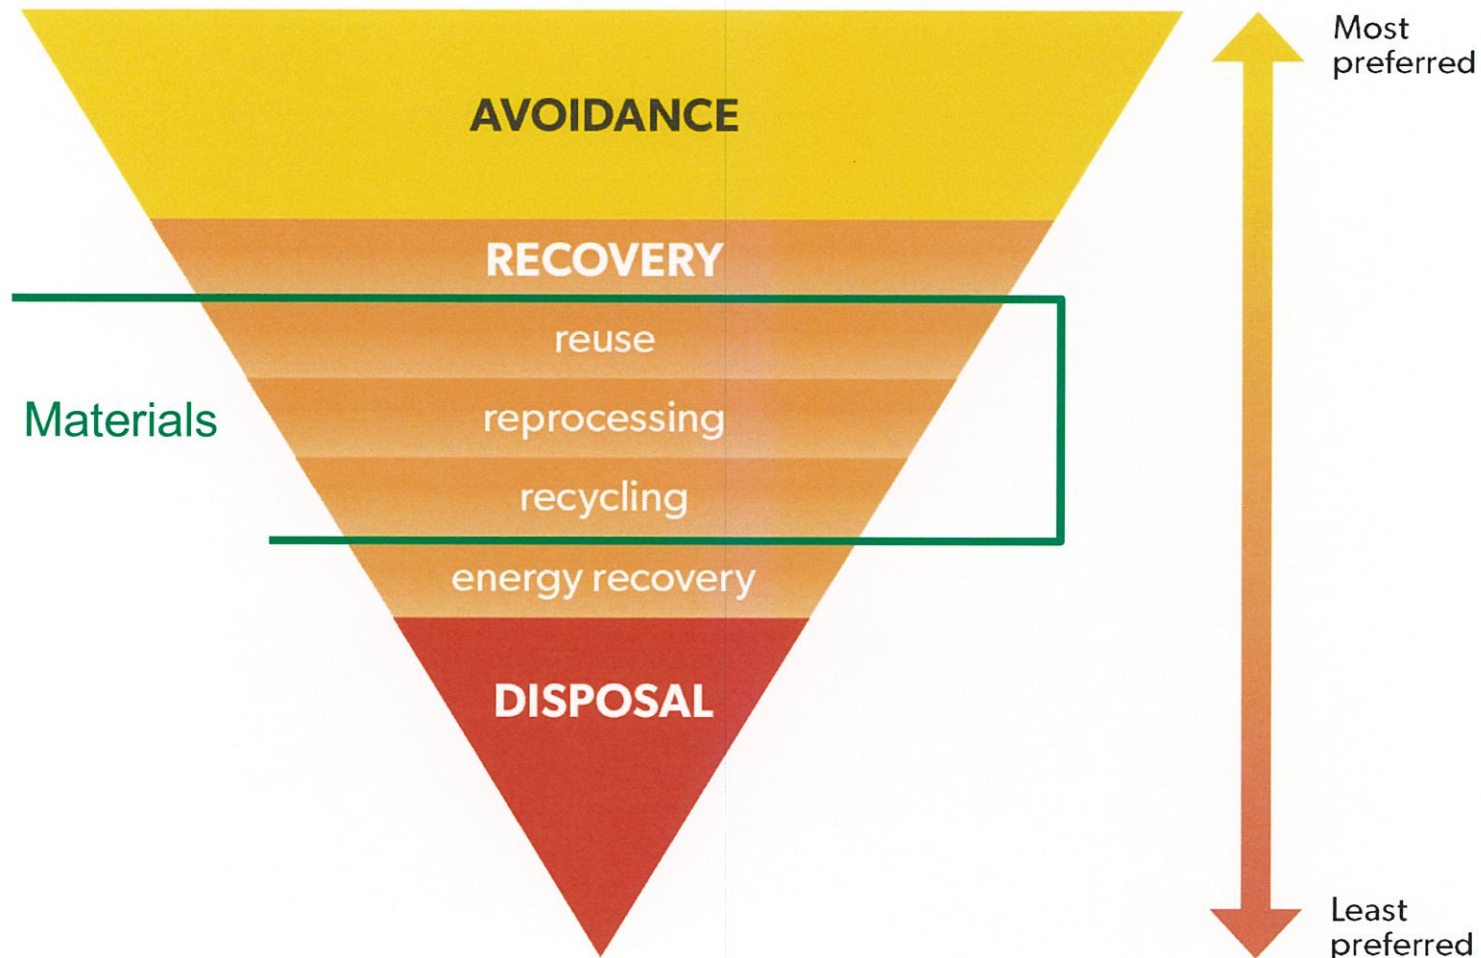 Most
preferred
AVOIDANCE
RECOVERY
reuse
Materials
reprocessing
recycling
energy recovery
DISPOSAL
Least
preferred